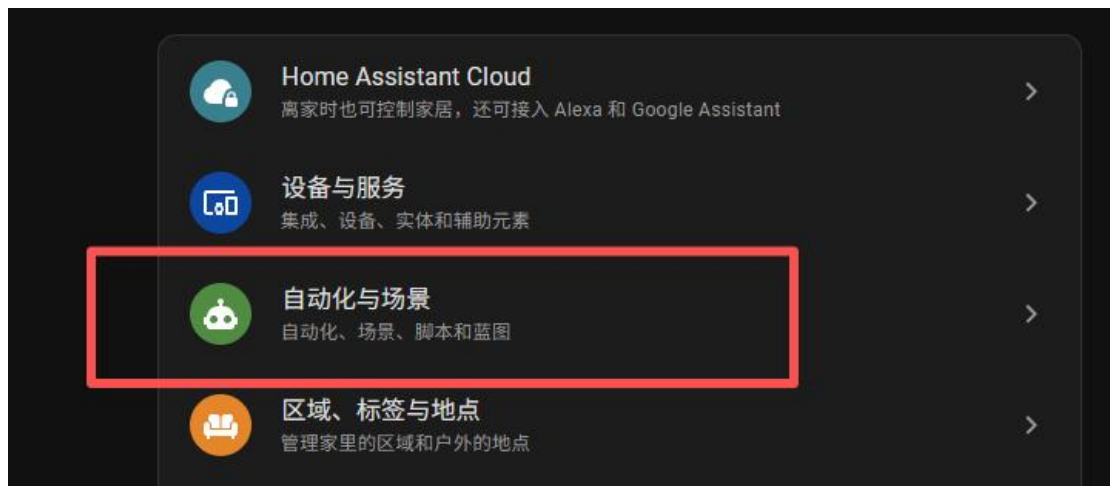 Home Assistant Cloud
离家时也可控制家居，还可接入 Alexa 和 Google Assistant
设备与服务
集成、设备、实体和辅助元素
自动化与场景
自动化、场景、脚本和蓝图
区域、标签与地点
管理家里的区域和户外的地点